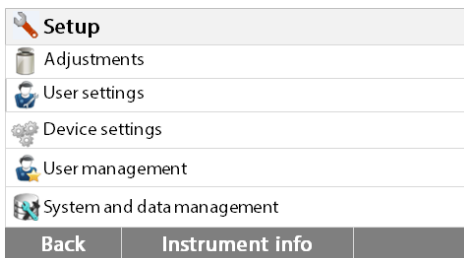 Setup
Adjustments
User settings
Device settings
User management
System and data management
Back Instrument info